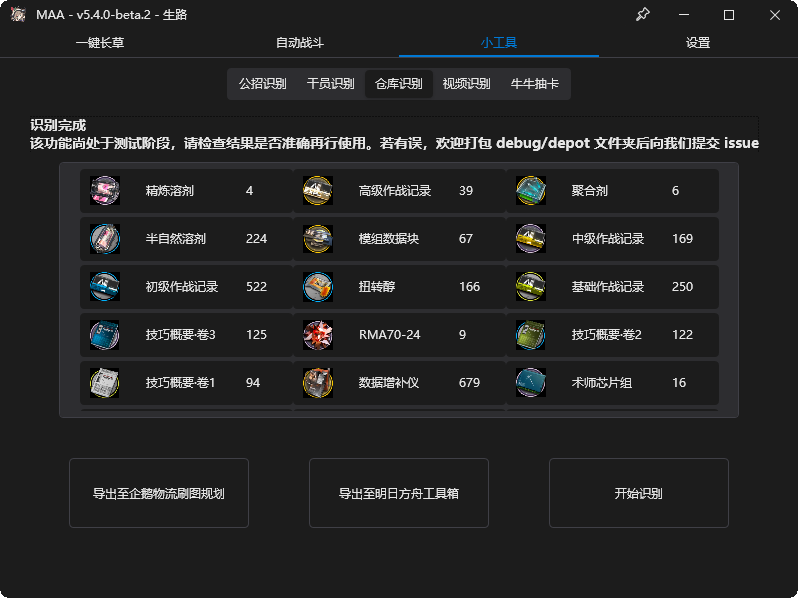 MAA - v5.4.0-beta.2 - 生路
一键长草 自动战斗 小工具 设置
公招识别 干员识别 仓库识别 视频识别 牛牛抽卡
识别完成
该功能尚处于测试阶段，请检查结果是否准确再行使用。若有误，欢迎打包 debug/depot 文件夹后向我们提交 issue
精炼溶剂 4 高级作战记录 39 聚合剂 6
半自然溶剂 224 模组数据块 67 中级作战记录 169
初级作战记录 522 扭转醇 166 基础作战记录 250
技巧概要·卷3 125 RMA70-24 9 技巧概要·卷2 122
技巧概要·卷1 94 数据增补仪 679 术师芯片组 16
导出至企鹅物流刷图规划 导出至明日方舟工具箱 开始识别